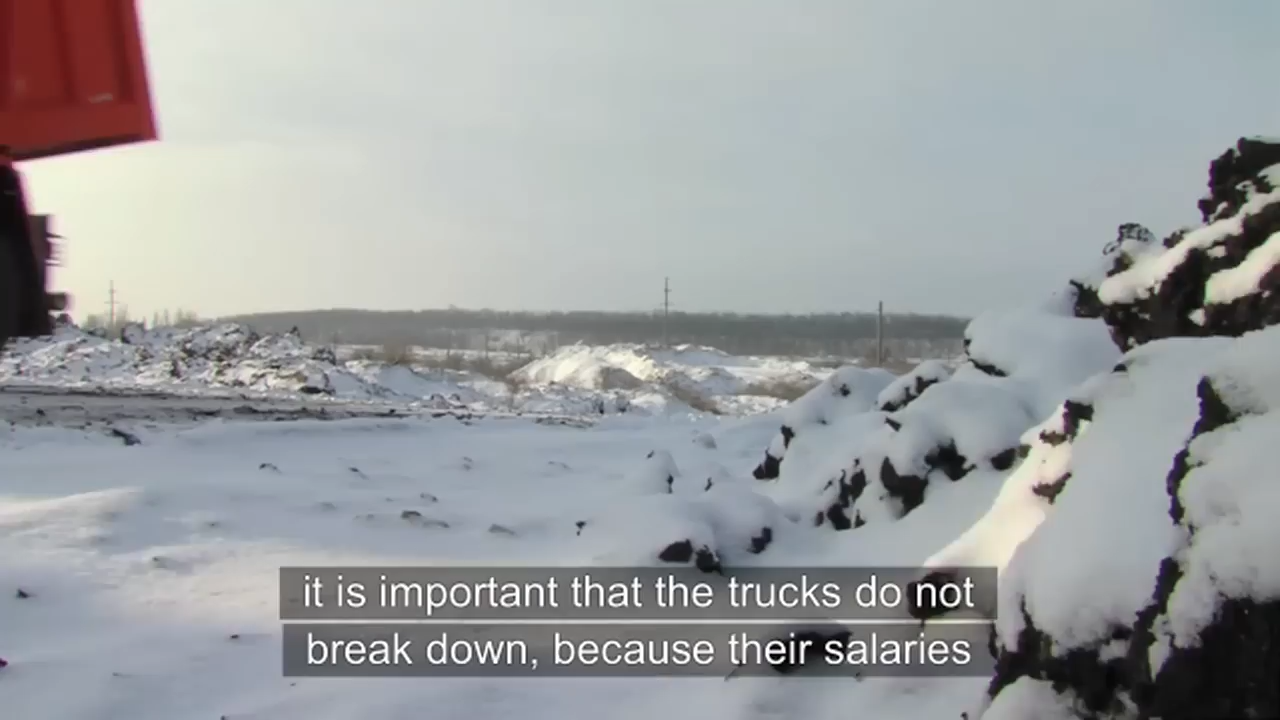 it is important that the trucks do not
break down, because their salaries